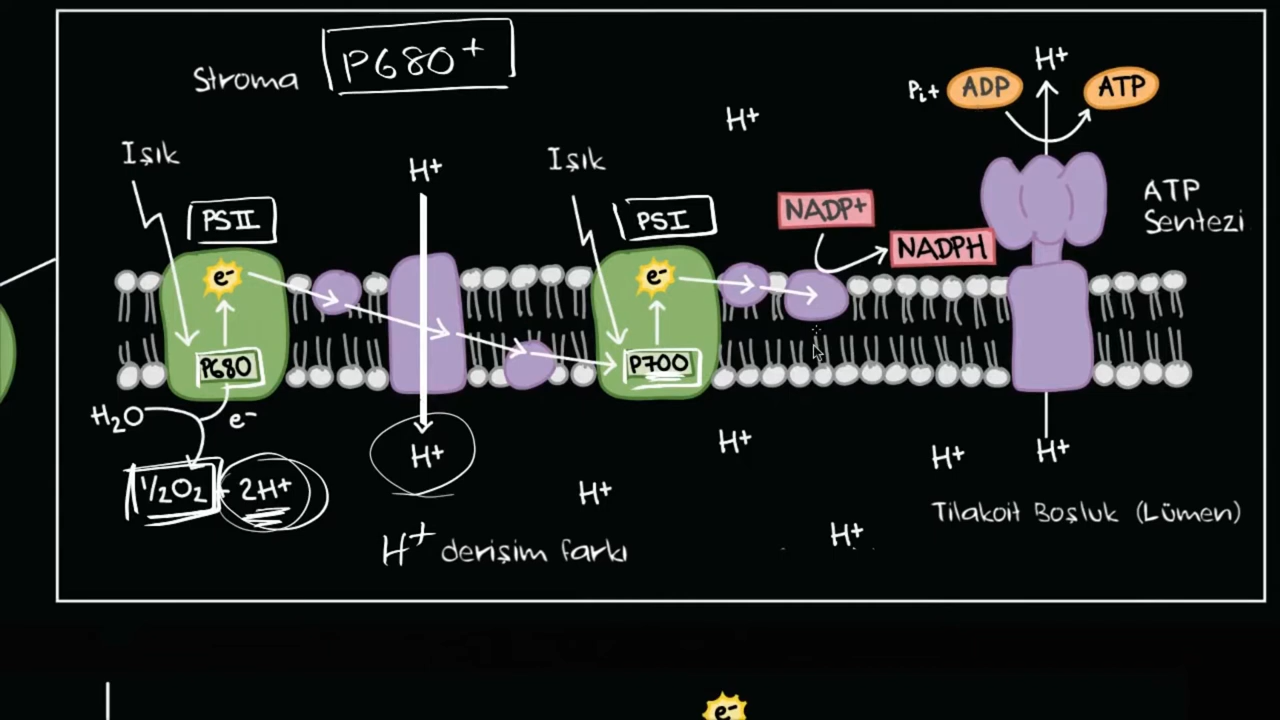 Stroma
P680+
H+
Pi+ ADP
ATP
H+
Işık
H+
Işık
PSII
PSI
NADP+
NADPH
ATP
Sentezi
e-
e-
P680
P700
H2O
e-
½O2 + 2H+
H+
H+
H+
H+
H+
H+
H+ derişim farkı
Tilakoit Boşluk (Lümen)
e-